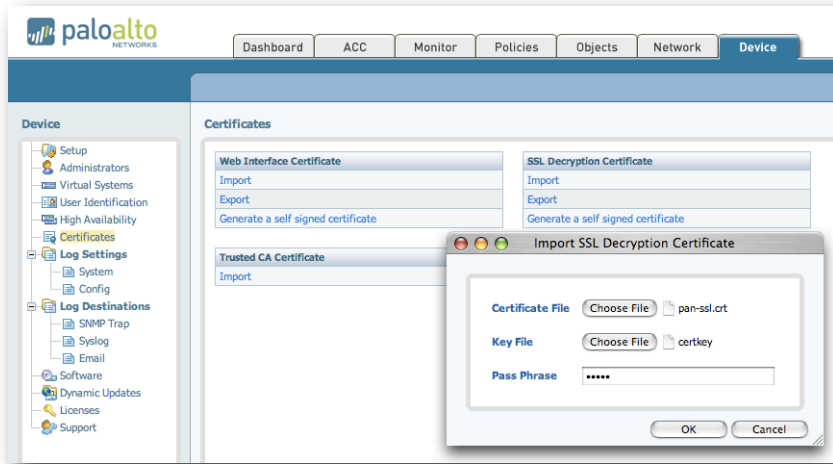 paloalto
NETWORKS
Dashboard ACC Monitor Policies Objects Network Device
Device
Setup
Administrators
Virtual Systems
User Identification
High Availability
Certificates
Log Settings
System
Config
Log Destinations
SNMP Trap
Syslog
Email
Software
Dynamic Updates
Licenses
Support
Certificates
Web Interface Certificate
Import
Export
Generate a self signed certificate
SSL Decryption Certificate
Import
Export
Generate a self signed certificate
Trusted CA Certificate
Import
Import SSL Decryption Certificate
Certificate File Choose File pan-ssl.crt
Key File Choose File certkey
Pass Phrase •••••
OK Cancel